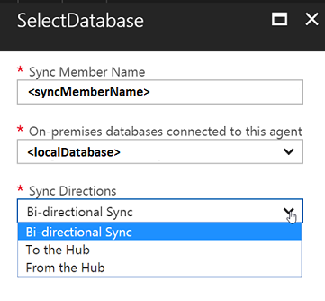 SelectDatabase
* Sync Member Name
<syncMemberName>
* On-premises databases connected to this agent
<localDatabase>
* Sync Directions
Bi-directional Sync
Bi-directional Sync
To the Hub
From the Hub